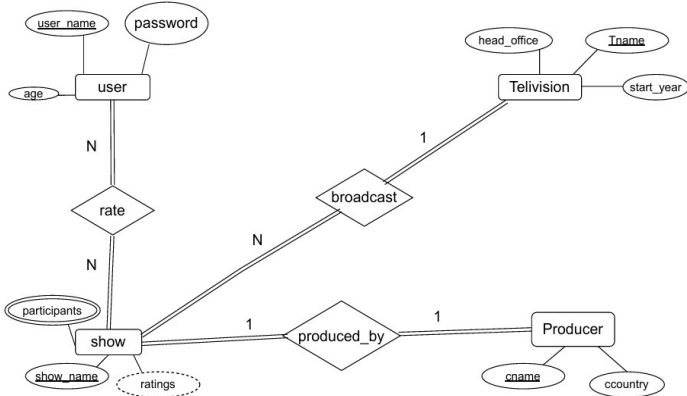 user_name
password
head_office
Tname
age
user
Telivision
start_year
N
1
broadcast
rate
N
N
participants
1
1
show
produced_by
Producer
show_name
ratings
cname
ccountry